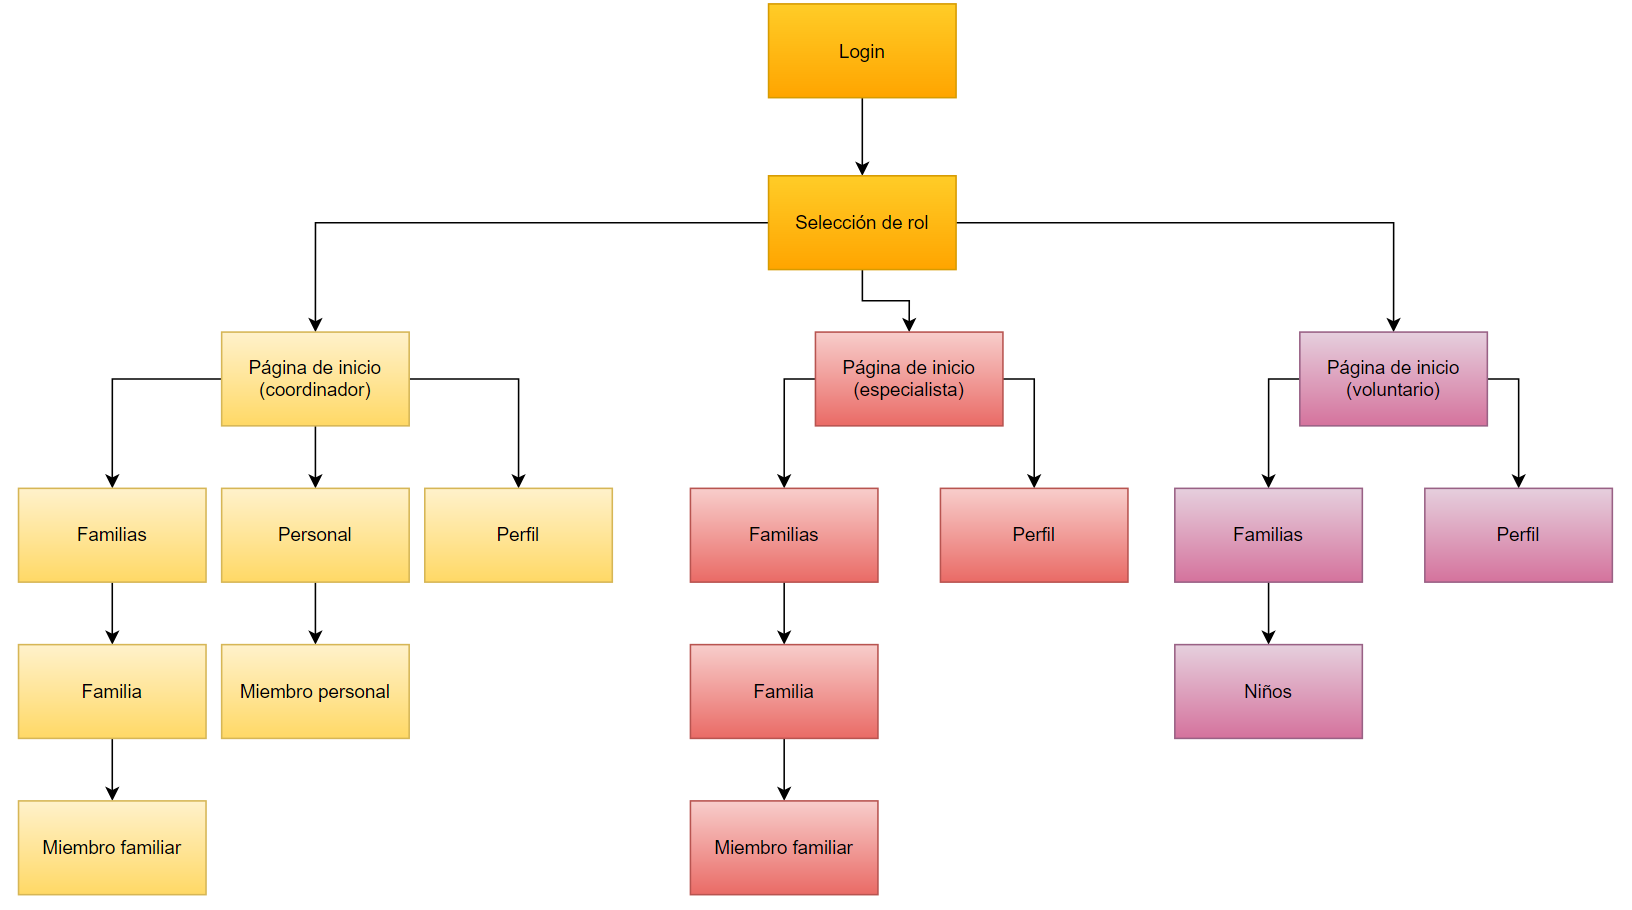 Login
Selección de rol
Página de inicio
(coordinador)
Página de inicio
(especialista)
Página de inicio
(voluntario)
Familias
Personal
Perfil
Familias
Perfil
Familias
Perfil
Familia
Miembro personal
Familia
Niños
Miembro familiar
Miembro familiar